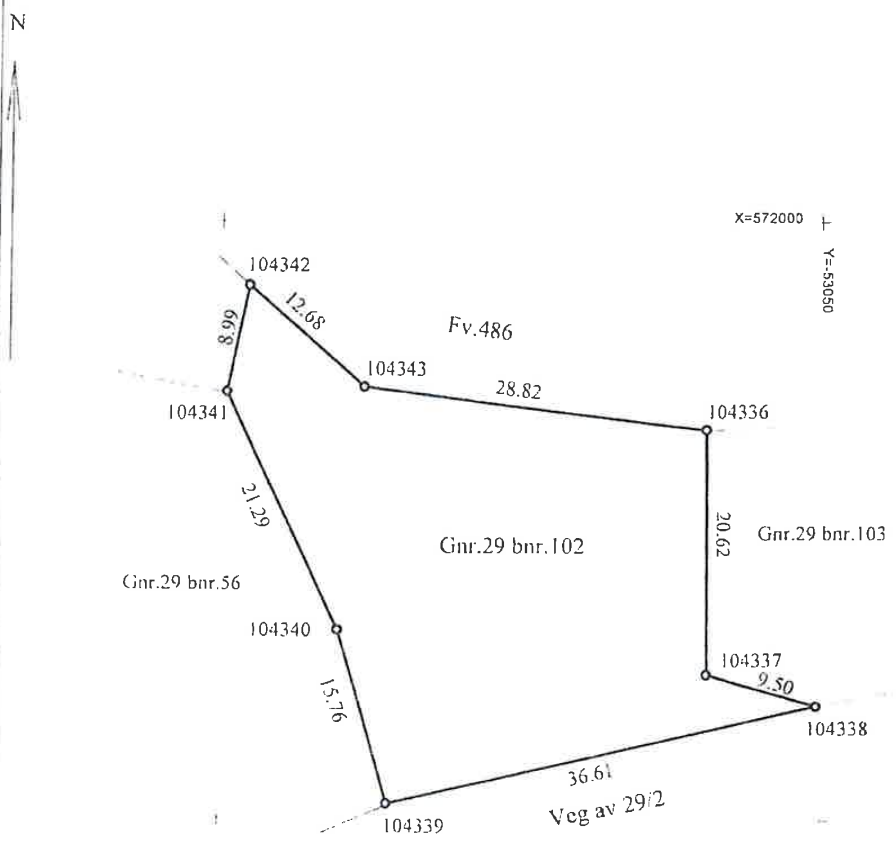 N
X=572000
Y=-53050
104342
12.68
8.99
Fv.486
104343
28.82
104336
104341
21.29
20.62
Gnr.29 bnr.103
Gnr.29 bnr.102
Gnr.29 bnr.56
104340
104337
9.50
15.76
104338
36.61
Veg av 29/2
104339